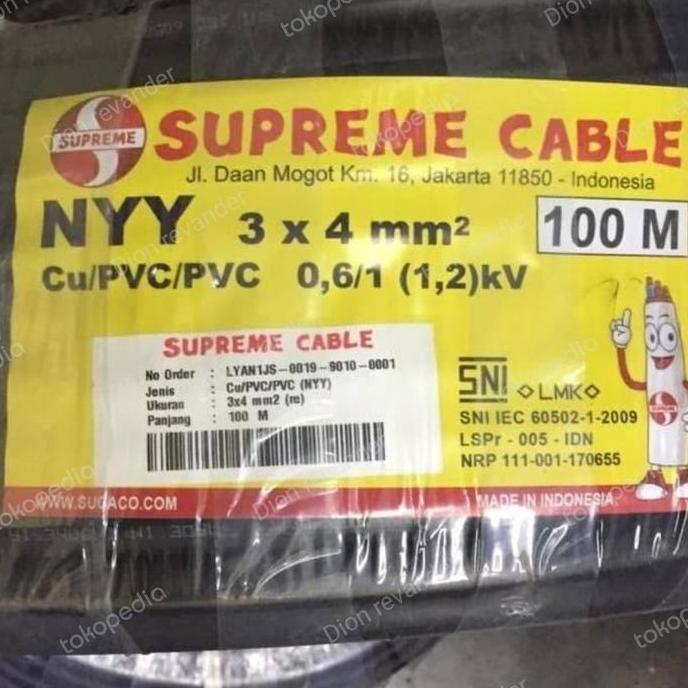 SUPREME
SUPREME CABLE
Jl. Daan Mogot Km. 16, Jakarta 11850 - Indonesia
NYY 3 x 4 mm² 100 M
Cu/PVC/PVC 0,6/1 (1,2)kV
SUPREME CABLE
No Order : LYAN1JS-0019-9010-0001
Jenis : Cu/PVC/PVC (NYY)
Ukuran : 3x4 mm2 (re)
Panjang : 100 M
SNI LMK
SNI IEC 60502-1-2009
LSPr - 005 - IDN
NRP 111-001-170655
WWW.SUCACO.COM
MADE IN INDONESIA
tokopedia
Dion revander